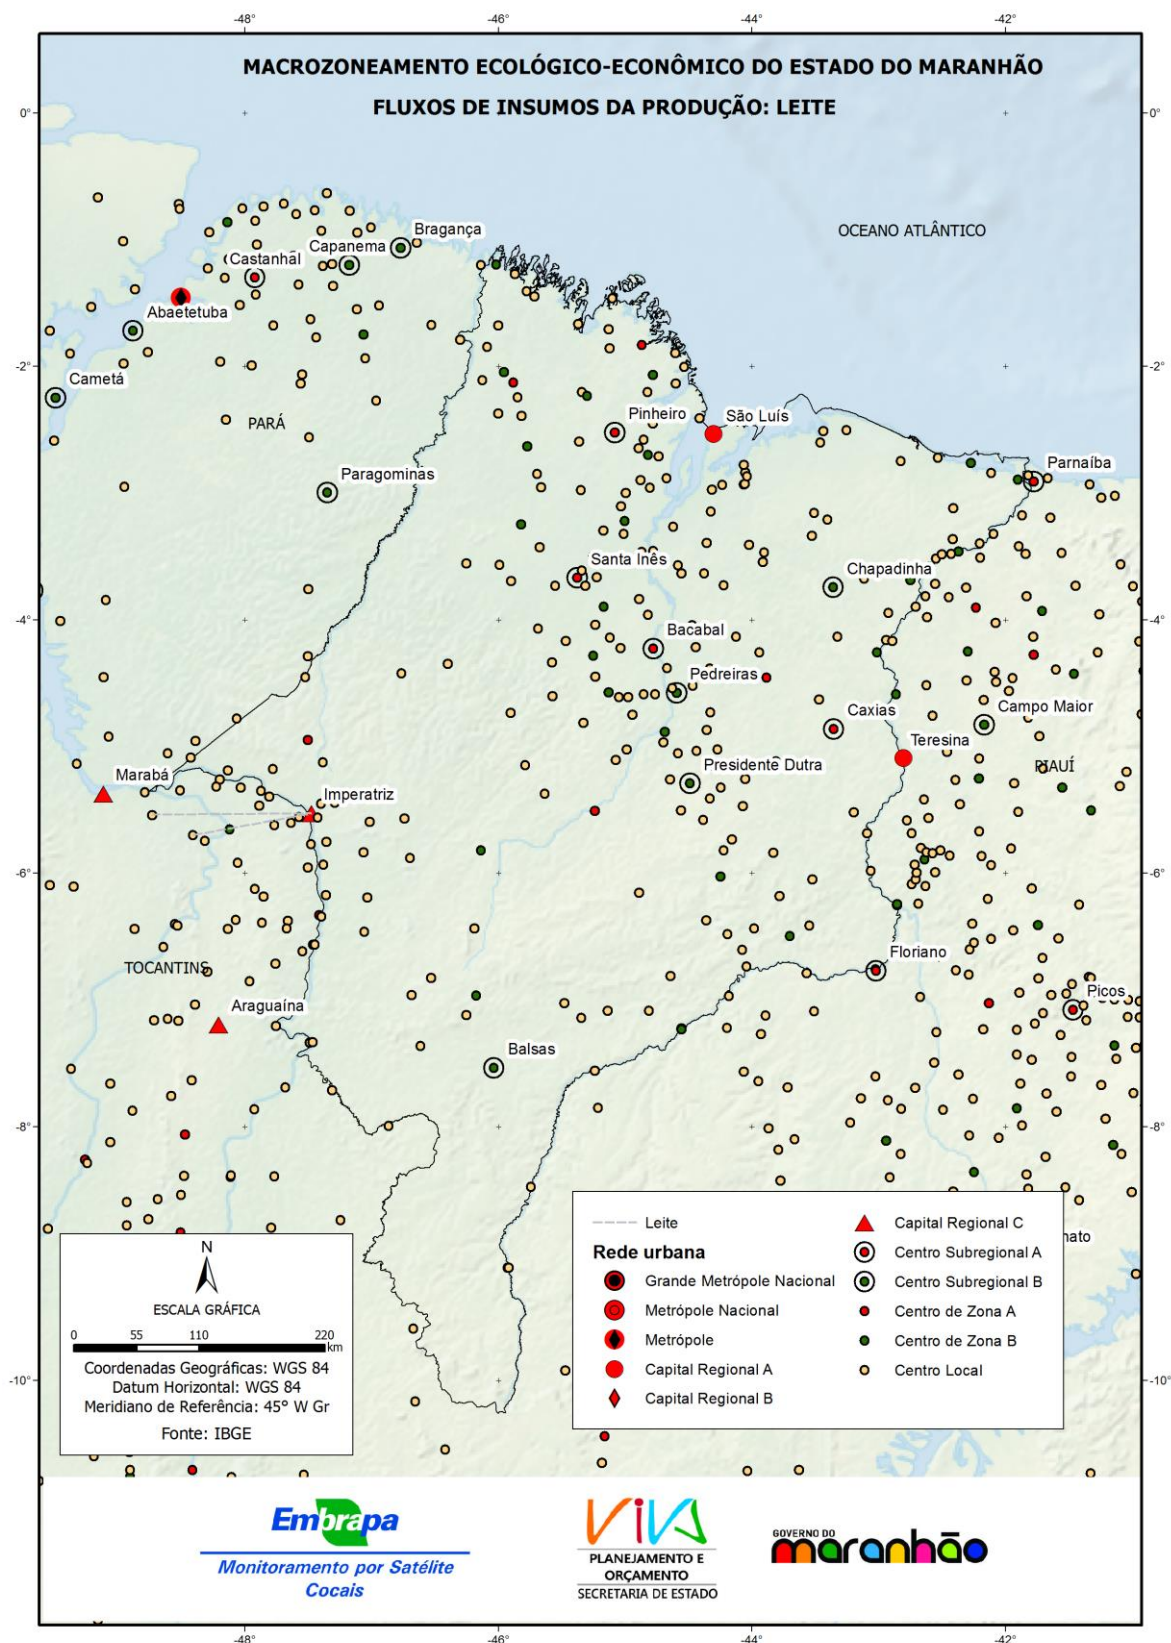 -48°
-46°
-44°
-42°
MACROZONEAMENTO ECOLÓGICO-ECONÔMICO DO ESTADO DO MARANHÃO
FLUXOS DE INSUMOS DA PRODUÇÃO: LEITE
0°
0°
OCEANO ATLÂNTICO
Bragança
Capanema
Castanhal
Abaetetuba
-2°
-2°
Cametá
PARÁ
Pinheiro
São Luís
Paragominas
Parnaíba
Santa Inês
Chapadinha
-4°
-4°
Bacabal
Pedreiras
Caxias
Campo Maior
Teresina
Marabá
Presidente Dutra
PIAUÍ
Imperatriz
-6°
-6°
TOCANTINS
Floriano
Araguaína
Picos
Balsas
-8°
-8°
Leite
Rede urbana
Grande Metrópole Nacional
Metrópole Nacional
Metrópole
Capital Regional A
Capital Regional B
Capital Regional C
Centro Subregional A
Centro Subregional B
Centro de Zona A
Centro de Zona B
Centro Local
nato
N
ESCALA GRÁFICA
0 55 110 220
km
Coordenadas Geográficas: WGS 84
Datum Horizontal: WGS 84
Meridiano de Referência: 45° W Gr
Fonte: IBGE
-10°
-10°
Embrapa
Monitoramento por Satélite
Cocais
VIVA
PLANEJAMENTO E
ORÇAMENTO
SECRETARIA DE ESTADO
GOVERNO DO
maranhão
-48°
-46°
-44°
-42°